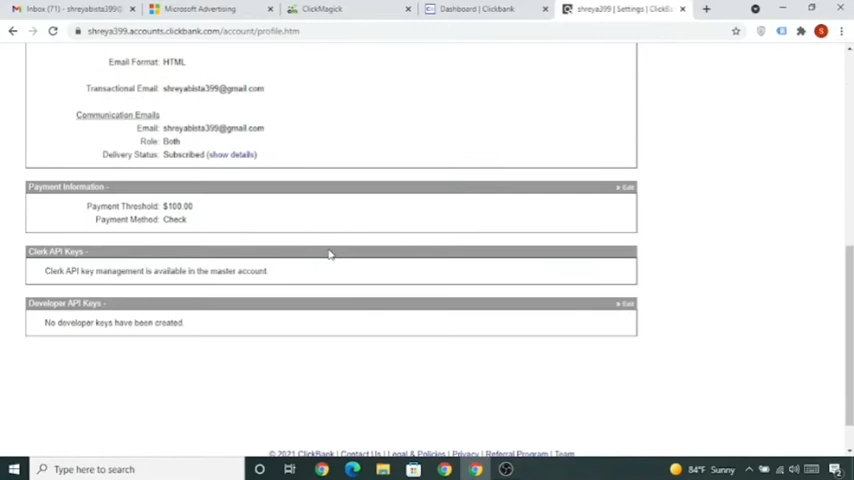 Inbox (71) - shreyabista399@
Microsoft Advertising
ClickMagick
Dashboard | Clickbank
shreya399 | Settings | ClickBa
shreya399.accounts.clickbank.com/account/profile.htm
S
Email Format: HTML
Transactional Email: shreyabista399@gmail.com
Communication Emails
Email: shreyabista399@gmail.com
Role: Both
Delivery Status: Subscribed (show details)
Payment Information -
» Edit
Payment Threshold: $100.00
Payment Method: Check
Clerk API Keys -
Clerk API key management is available in the master account.
Developer API Keys -
» Edit
No developer keys have been created.
© 2021 ClickBank | Contact Us | Legal & Policies | Privacy | Referral Program | Team
Type here to search
84°F Sunny
2